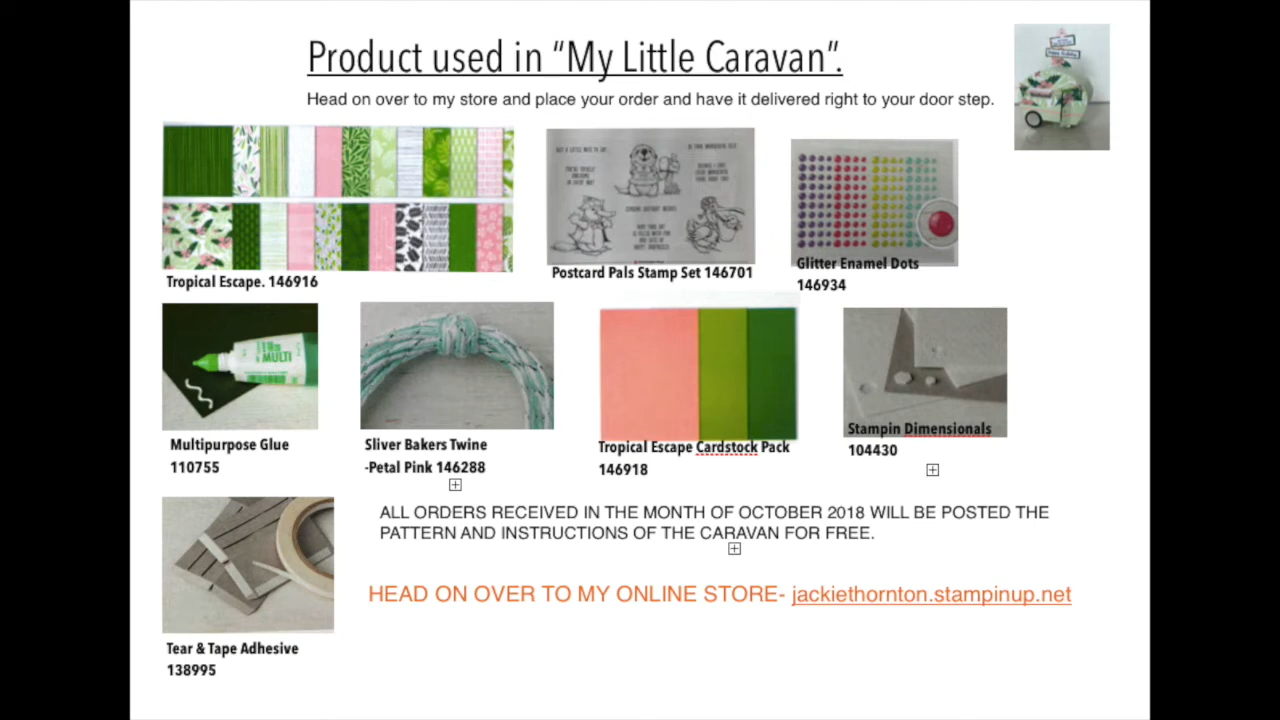 Product used in “My Little Caravan”.
Head on over to my store and place your order and have it delivered right to your door step.
Tropical Escape. 146916
Postcard Pals Stamp Set 146701
Glitter Enamel Dots
146934
MULTI
Multipurpose Glue
110755
Sliver Bakers Twine
-Petal Pink 146288
Tropical Escape Cardstock Pack
146918
Stampin Dimensionals
104430
Tear & Tape Adhesive
138995
ALL ORDERS RECEIVED IN THE MONTH OF OCTOBER 2018 WILL BE POSTED THE
PATTERN AND INSTRUCTIONS OF THE CARAVAN FOR FREE.
HEAD ON OVER TO MY ONLINE STORE- jackiethornton.stampinup.net